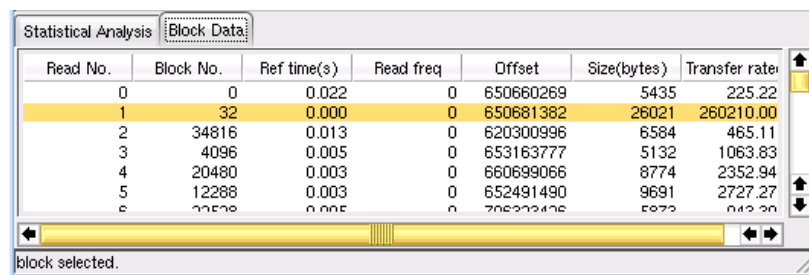 Statistical Analysis Block Data
Read No. Block No. Ref time(s) Read freq Offset Size(bytes) Transfer rate
0 0 0.022 0 650660269 5435 225.22
1 32 0.000 0 650681382 26021 260210.00
2 34816 0.013 0 620300996 6584 465.11
3 4096 0.005 0 653163777 5132 1063.83
4 20480 0.003 0 660699066 8774 2352.94
5 12288 0.003 0 652491490 9691 2727.27
block selected.